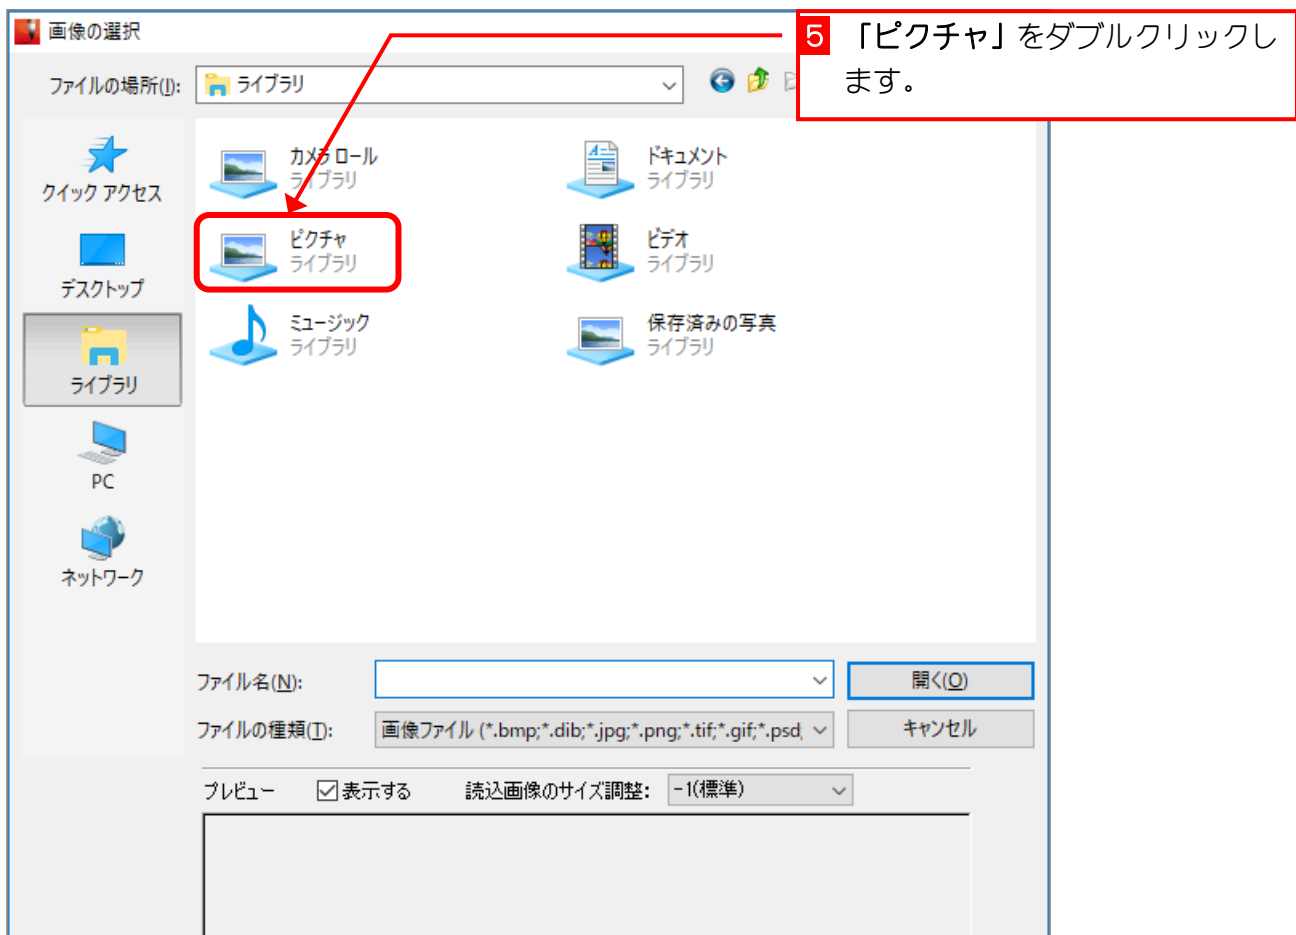 画像の選択
5 「ピクチャ」をダブルクリックし
ます。
ファイルの場所(I):
ライブラリ
クイック アクセス
デスクトップ
ライブラリ
PC
ネットワーク
カメラ ロール
ライブラリ
ドキュメント
ライブラリ
ピクチャ
ライブラリ
ビデオ
ライブラリ
ミュージック
ライブラリ
保存済みの写真
ライブラリ
ファイル名(N):
開く(O)
ファイルの種類(T):
画像ファイル (*.bmp;*.dib;*.jpg;*.png;*.tif;*.gif;*.psd;
キャンセル
プレビュー
表示する
読込画像のサイズ調整:
-1(標準)